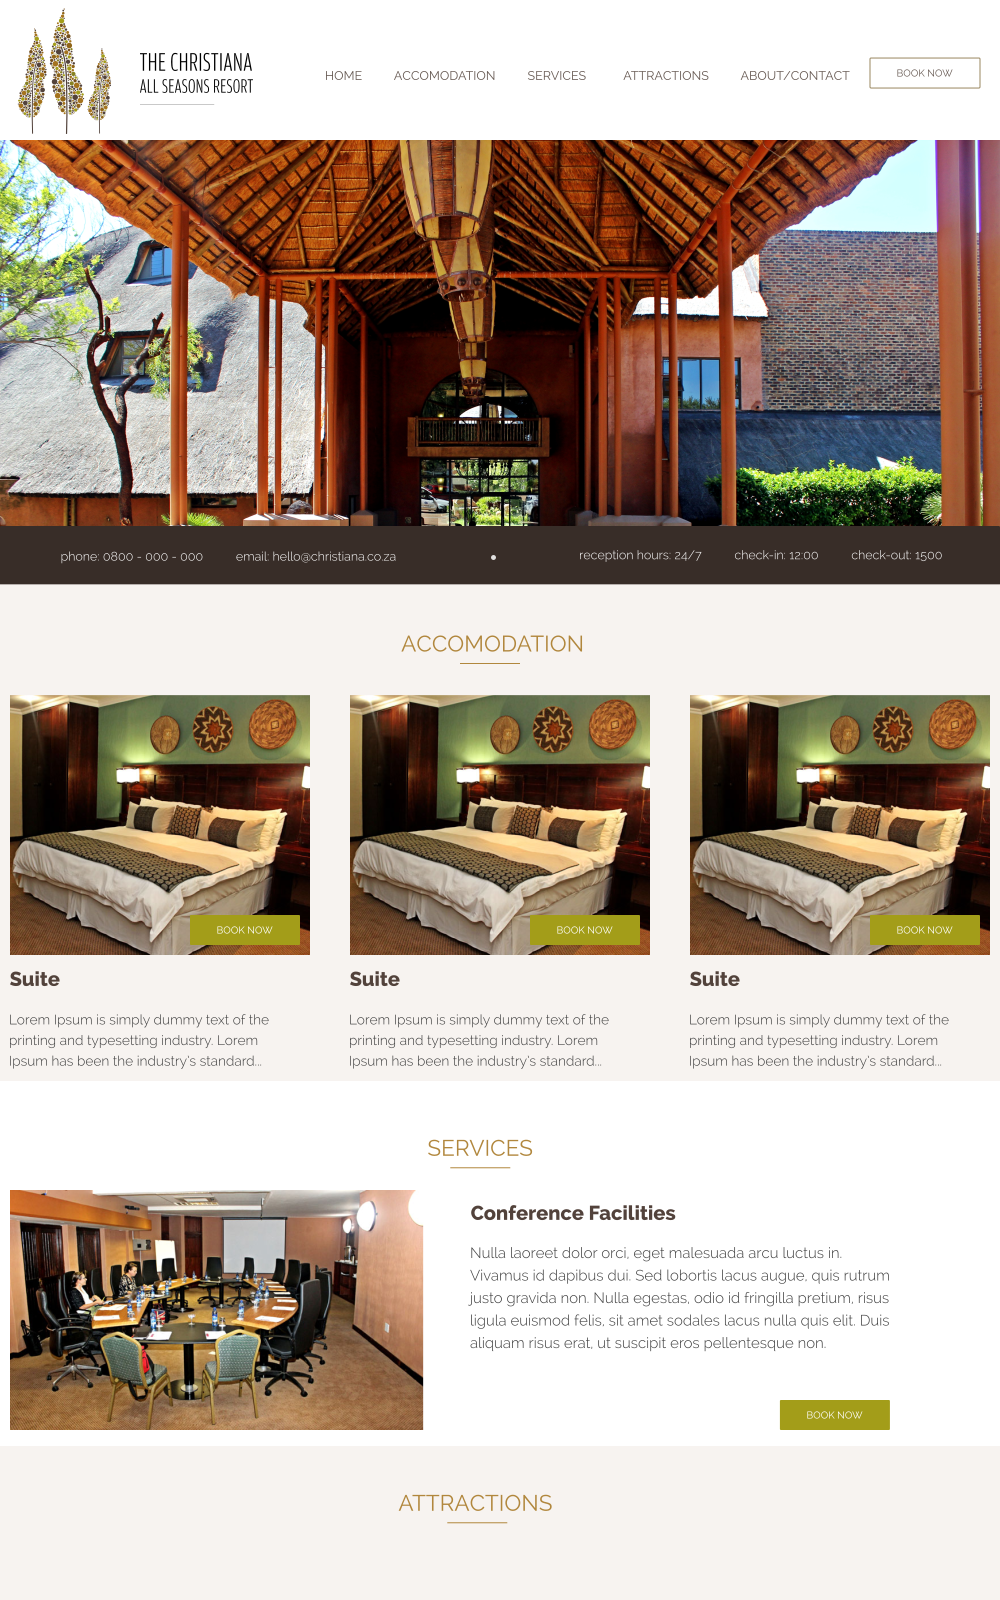 THE CHRISTIANA
ALL SEASONS RESORT
HOME ACCOMODATION SERVICES ATTRACTIONS ABOUT/CONTACT BOOK NOW
phone: 0800 - 000 - 000 email: hello@christiana.co.za • reception hours: 24/7 check-in: 12:00 check-out: 1500
ACCOMODATION
BOOK NOW
Suite
Lorem Ipsum is simply dummy text of the
printing and typesetting industry. Lorem
Ipsum has been the industry's standard...
BOOK NOW
Suite
Lorem Ipsum is simply dummy text of the
printing and typesetting industry. Lorem
Ipsum has been the industry's standard...
BOOK NOW
Suite
Lorem Ipsum is simply dummy text of the
printing and typesetting industry. Lorem
Ipsum has been the industry's standard...
SERVICES
Conference Facilities
Nulla laoreet dolor orci, eget malesuada arcu luctus in.
Vivamus id dapibus dui. Sed lobortis lacus augue, quis rutrum
justo gravida non. Nulla egestas, odio id fringilla pretium, risus
ligula euismod felis, sit amet sodales lacus nulla quis elit. Duis
aliquam risus erat, ut suscipit eros pellentesque non.
BOOK NOW
ATTRACTIONS